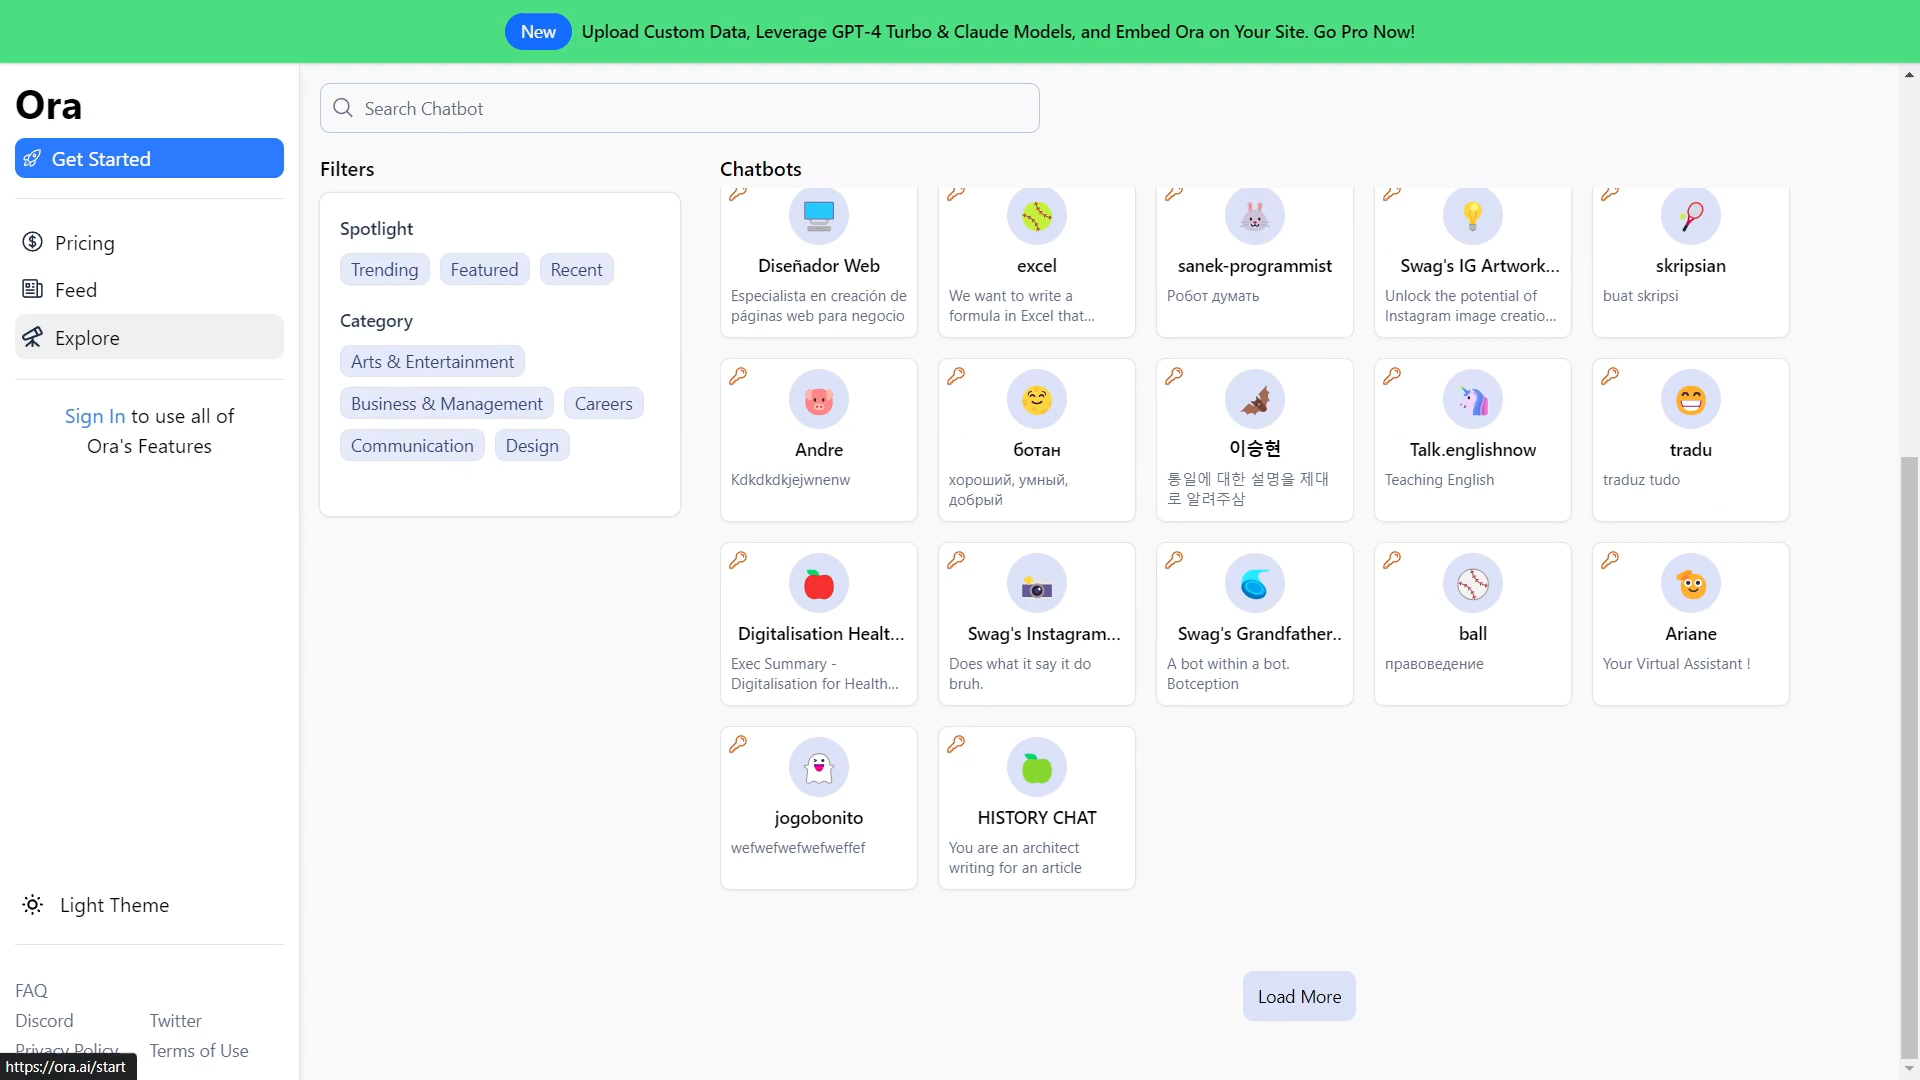 New Upload Custom Data, Leverage GPT-4 Turbo & Claude Models, and Embed Ora on Your Site. Go Pro Now!
Ora
Get Started
Pricing
Feed
Explore
Sign In to use all of
Ora's Features
Light Theme
FAQ
Discord
Twitter
Privacy Policy
Terms of Use
https://ora.ai/start
Search Chatbot
Filters
Spotlight
Trending
Featured
Recent
Category
Arts & Entertainment
Business & Management
Careers
Communication
Design
Chatbots
Diseñador Web
Especialista en creación de
páginas web para negocio
excel
We want to write a
formula in Excel that...
sanek-programmist
Робот думать
Swag's IG Artwork...
Unlock the potential of
Instagram image creatio...
skripsian
buat skripsi
Andre
Kdkdkdkjejwnenw
ботан
хороший, умный,
добрый
이승현
통일에 대한 설명을 제대
로 알려주삼
Talk.englishnow
Teaching English
tradu
traduz tudo
Digitalisation Healt...
Exec Summary -
Digitalisation for Health...
Swag's Instagram...
Does what it say it do
bruh.
Swag's Grandfather..
A bot within a bot.
Botception
ball
правоведение
Ariane
Your Virtual Assistant !
jogobonito
wefwefwefwefweffef
HISTORY CHAT
You are an architect
writing for an article
Load More